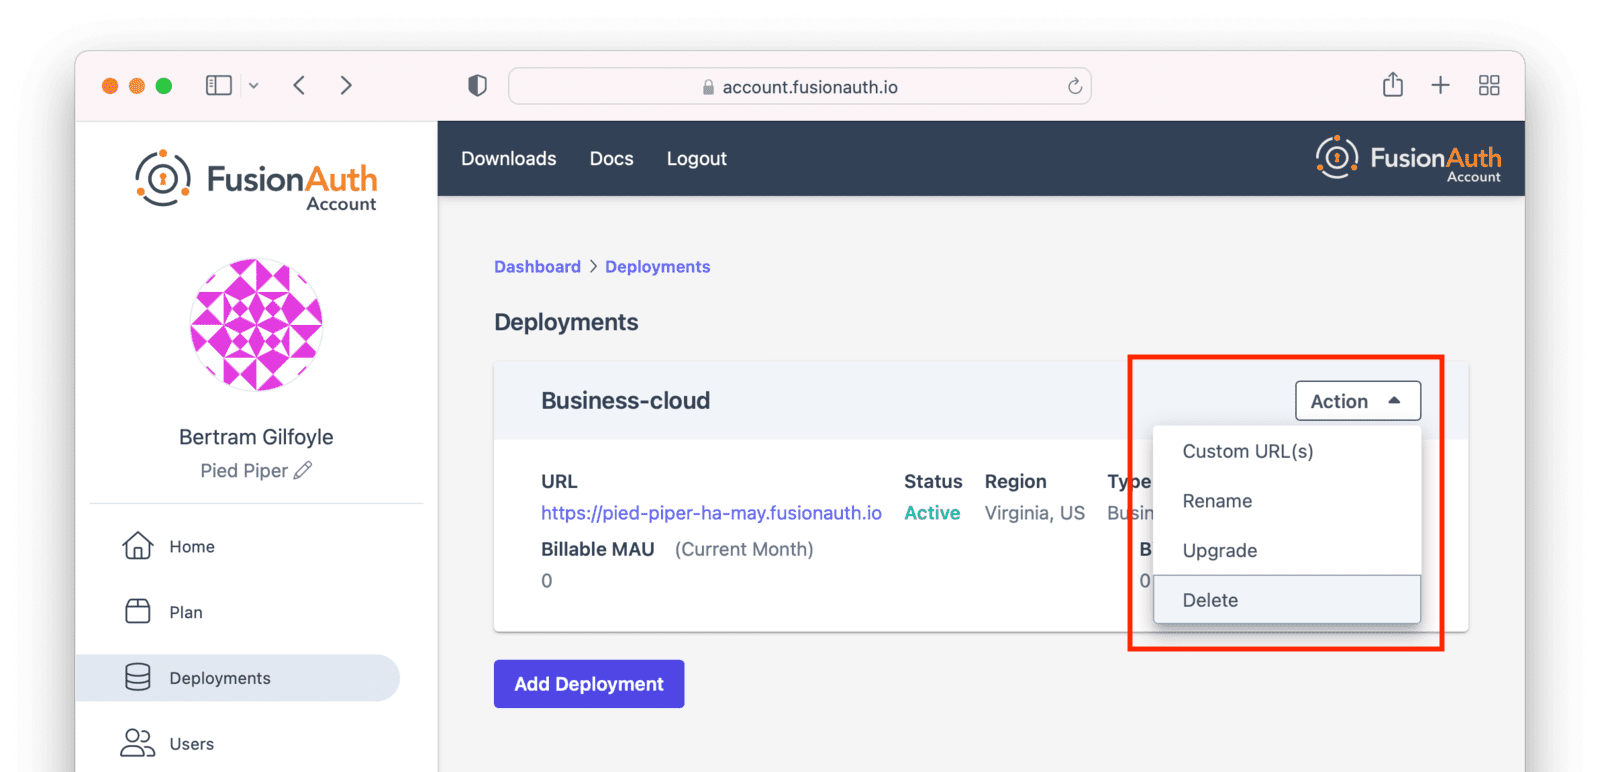 account.fusionauth.io
FusionAuth
Account
Downloads Docs Logout
FusionAuth
Account
Bertram Gilfoyle
Pied Piper
Home
Plan
Deployments
Users
Dashboard > Deployments
Deployments
Business-cloud
Action
Custom URL(s)
Rename
Upgrade
Delete
URL Status Region Type
https://pied-piper-ha-may.fusionauth.io Active Virginia, US Busin
Billable MAU (Current Month) B
0 0
Add Deployment